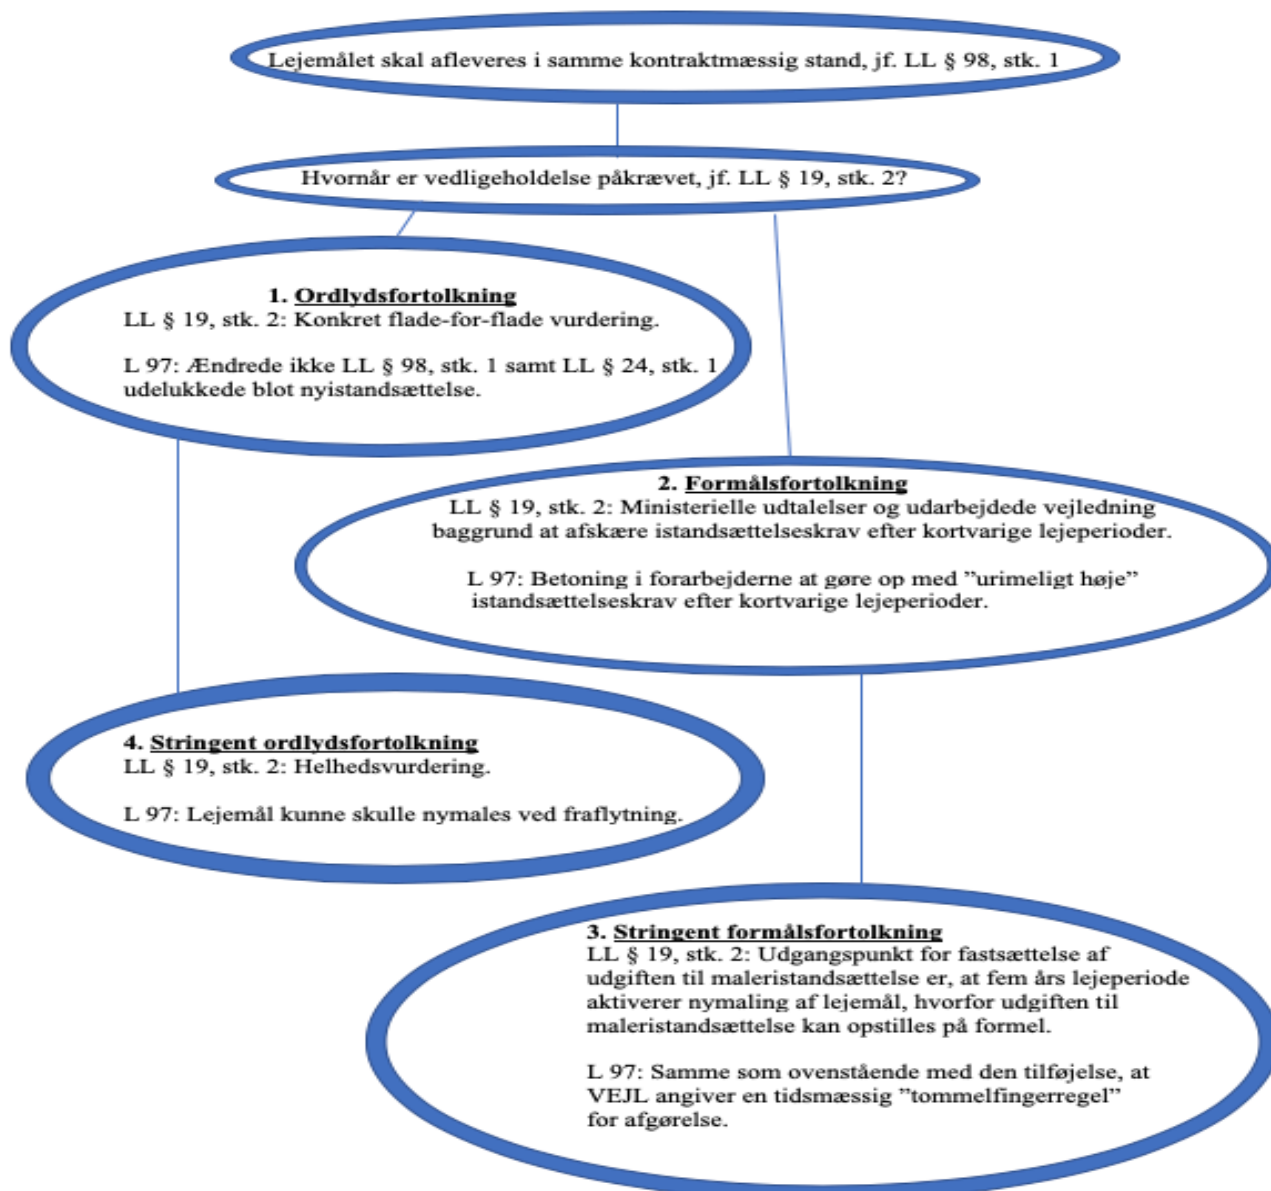 Lejemålet skal afleveres i samme kontraktmæssig stand, jf. LL § 98, stk. 1
Hvornår er vedligeholdelse påkrævet, jf. LL § 19, stk. 2?
1. Ordlydsfortolkning
LL § 19, stk. 2: Konkret flade-for-flade vurdering.
L 97: Ændrede ikke LL § 98, stk. 1 samt LL § 24, stk. 1
udelukkede blot nyistandsættelse.
2. Formålsfortolkning
LL § 19, stk. 2: Ministerielle udtalelser og udarbejdede vejledning
baggrund at afskære istandsættelseskrav efter kortvarige lejeperioder.
L 97: Betoning i forarbejderne at gøre op med ”urimeligt høje”
istandsættelseskrav efter kortvarige lejeperioder.
4. Stringent ordlydsfortolkning
LL § 19, stk. 2: Helhedsvurdering.
L 97: Lejemål kunne skulle nymales ved fraflytning.
3. Stringent formålsfortolkning
LL § 19, stk. 2: Udgangspunkt for fastsættelse af
udgiften til maleristandsættelse er, at fem års lejeperiode
aktiverer nymaling af lejemål, hvorfor udgiften til
maleristandsættelse kan opstilles på formel.
L 97: Samme som ovenstående med den tilføjelse, at
VEJL angiver en tidsmæssig ”tommelfingerregel”
for afgørelse.